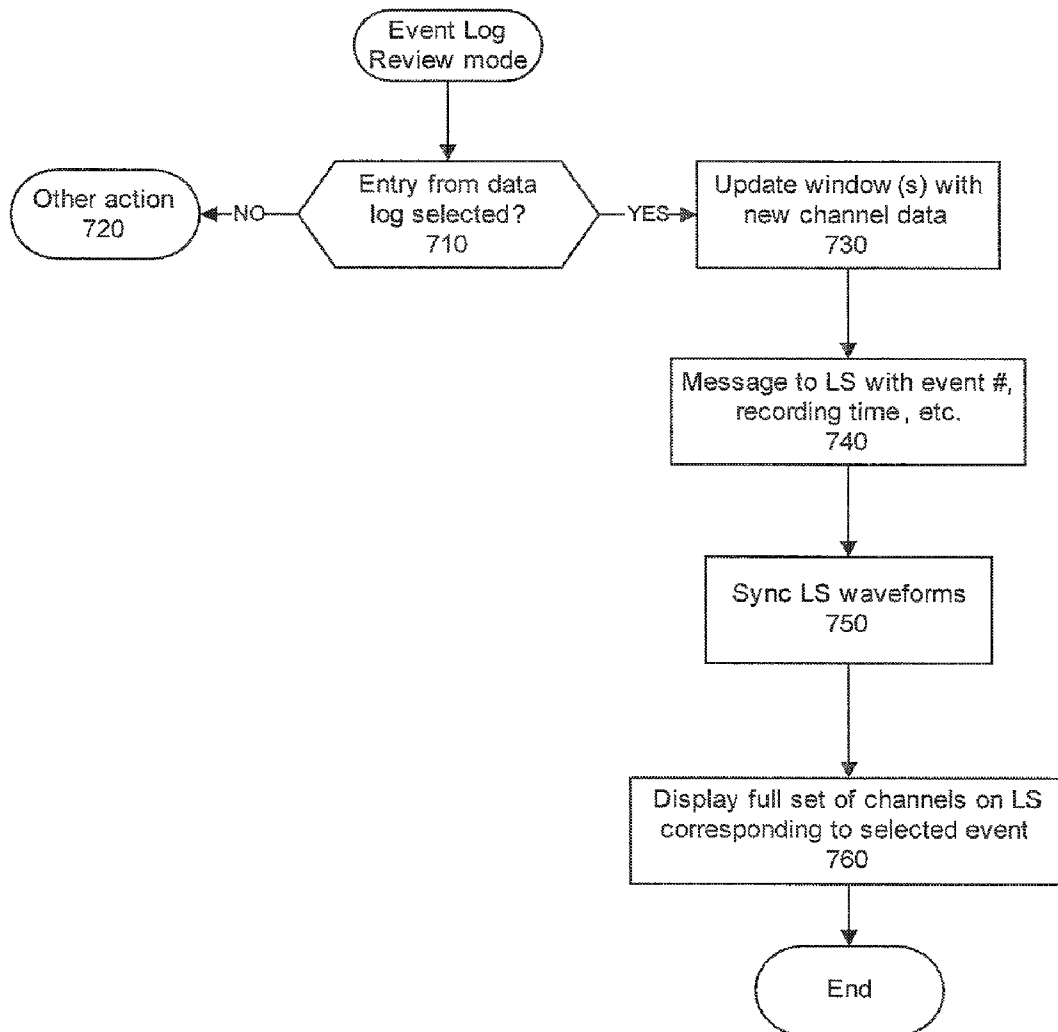 Event Log
Review mode
Entry from data
log selected?
710
NO
Other action
720
YES
Update window (s) with
new channel data
730
Message to LS with event #,
recording time, etc.
740
Sync LS waveforms
750
Display full set of channels on LS
corresponding to selected event
760
End